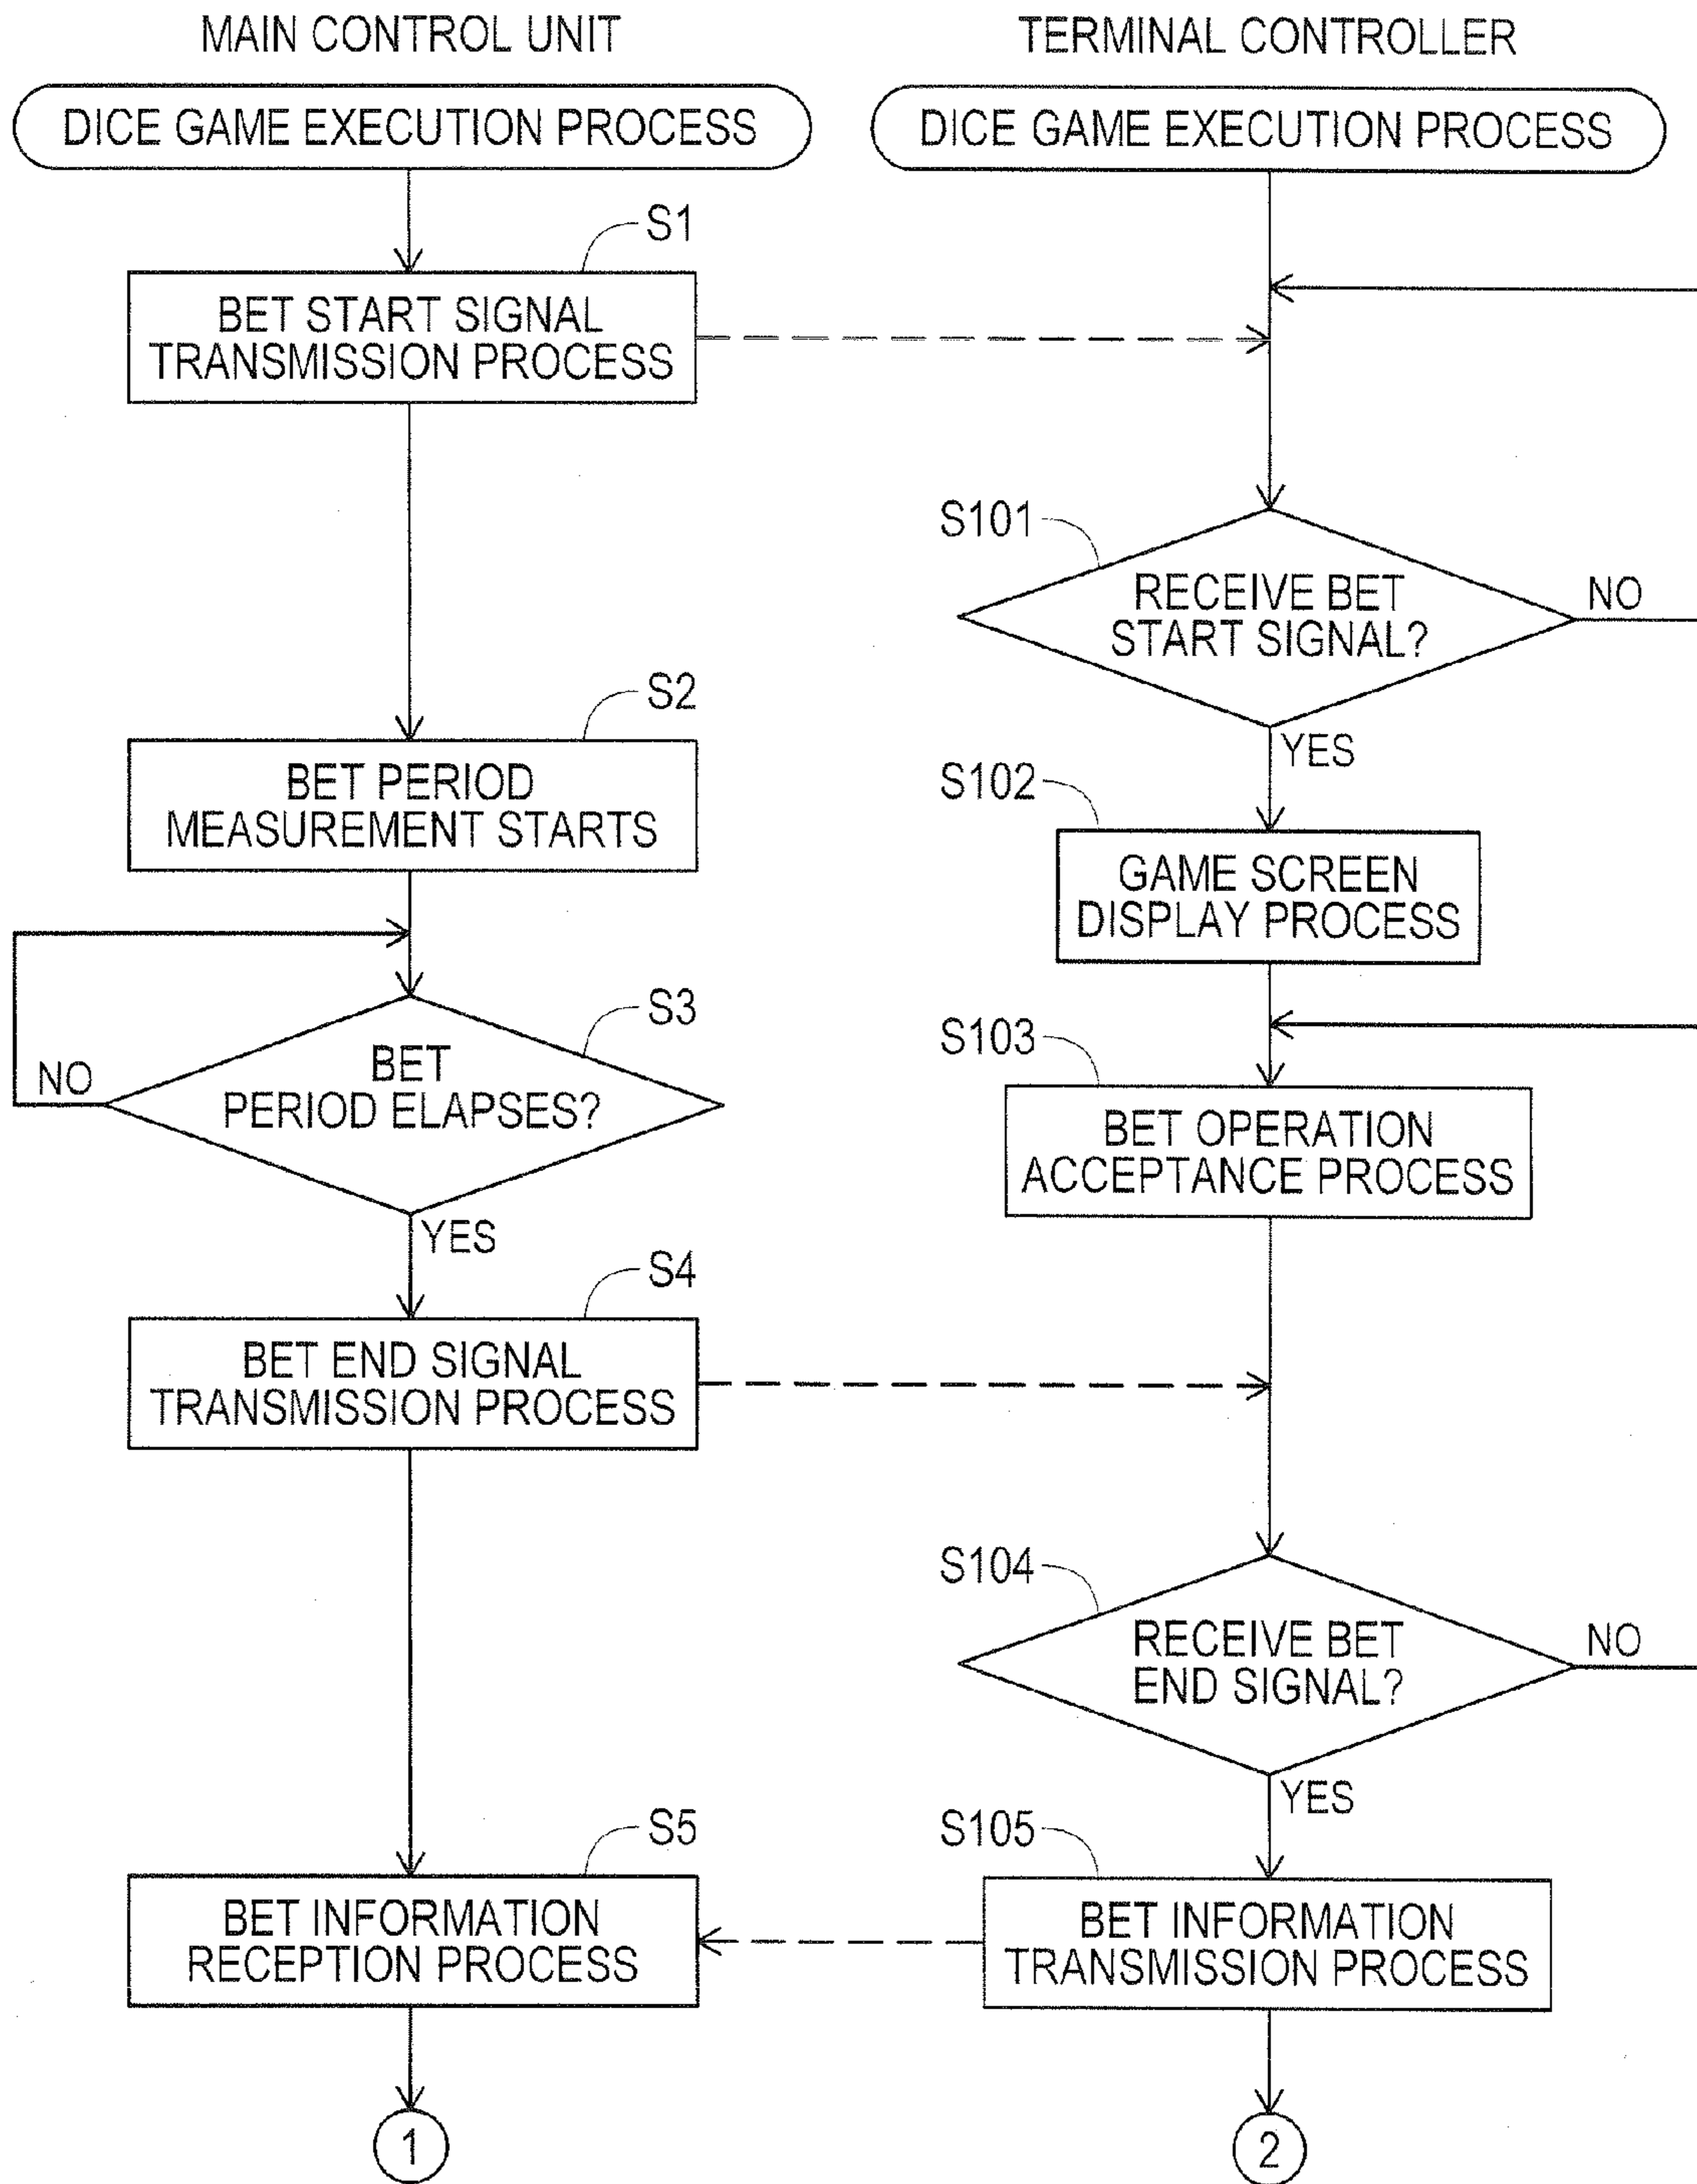 MAIN CONTROL UNIT
DICE GAME EXECUTION PROCESS
S1
BET START SIGNAL
TRANSMISSION PROCESS
S2
BET PERIOD
MEASUREMENT STARTS
S3
BET
PERIOD ELAPSES?
NO
YES
S4
BET END SIGNAL
TRANSMISSION PROCESS
S5
BET INFORMATION
RECEPTION PROCESS
1
TERMINAL CONTROLLER
DICE GAME EXECUTION PROCESS
S101
RECEIVE BET
START SIGNAL?
NO
YES
S102
GAME SCREEN
DISPLAY PROCESS
S103
BET OPERATION
ACCEPTANCE PROCESS
S104
RECEIVE BET
END SIGNAL?
NO
YES
S105
BET INFORMATION
TRANSMISSION PROCESS
2